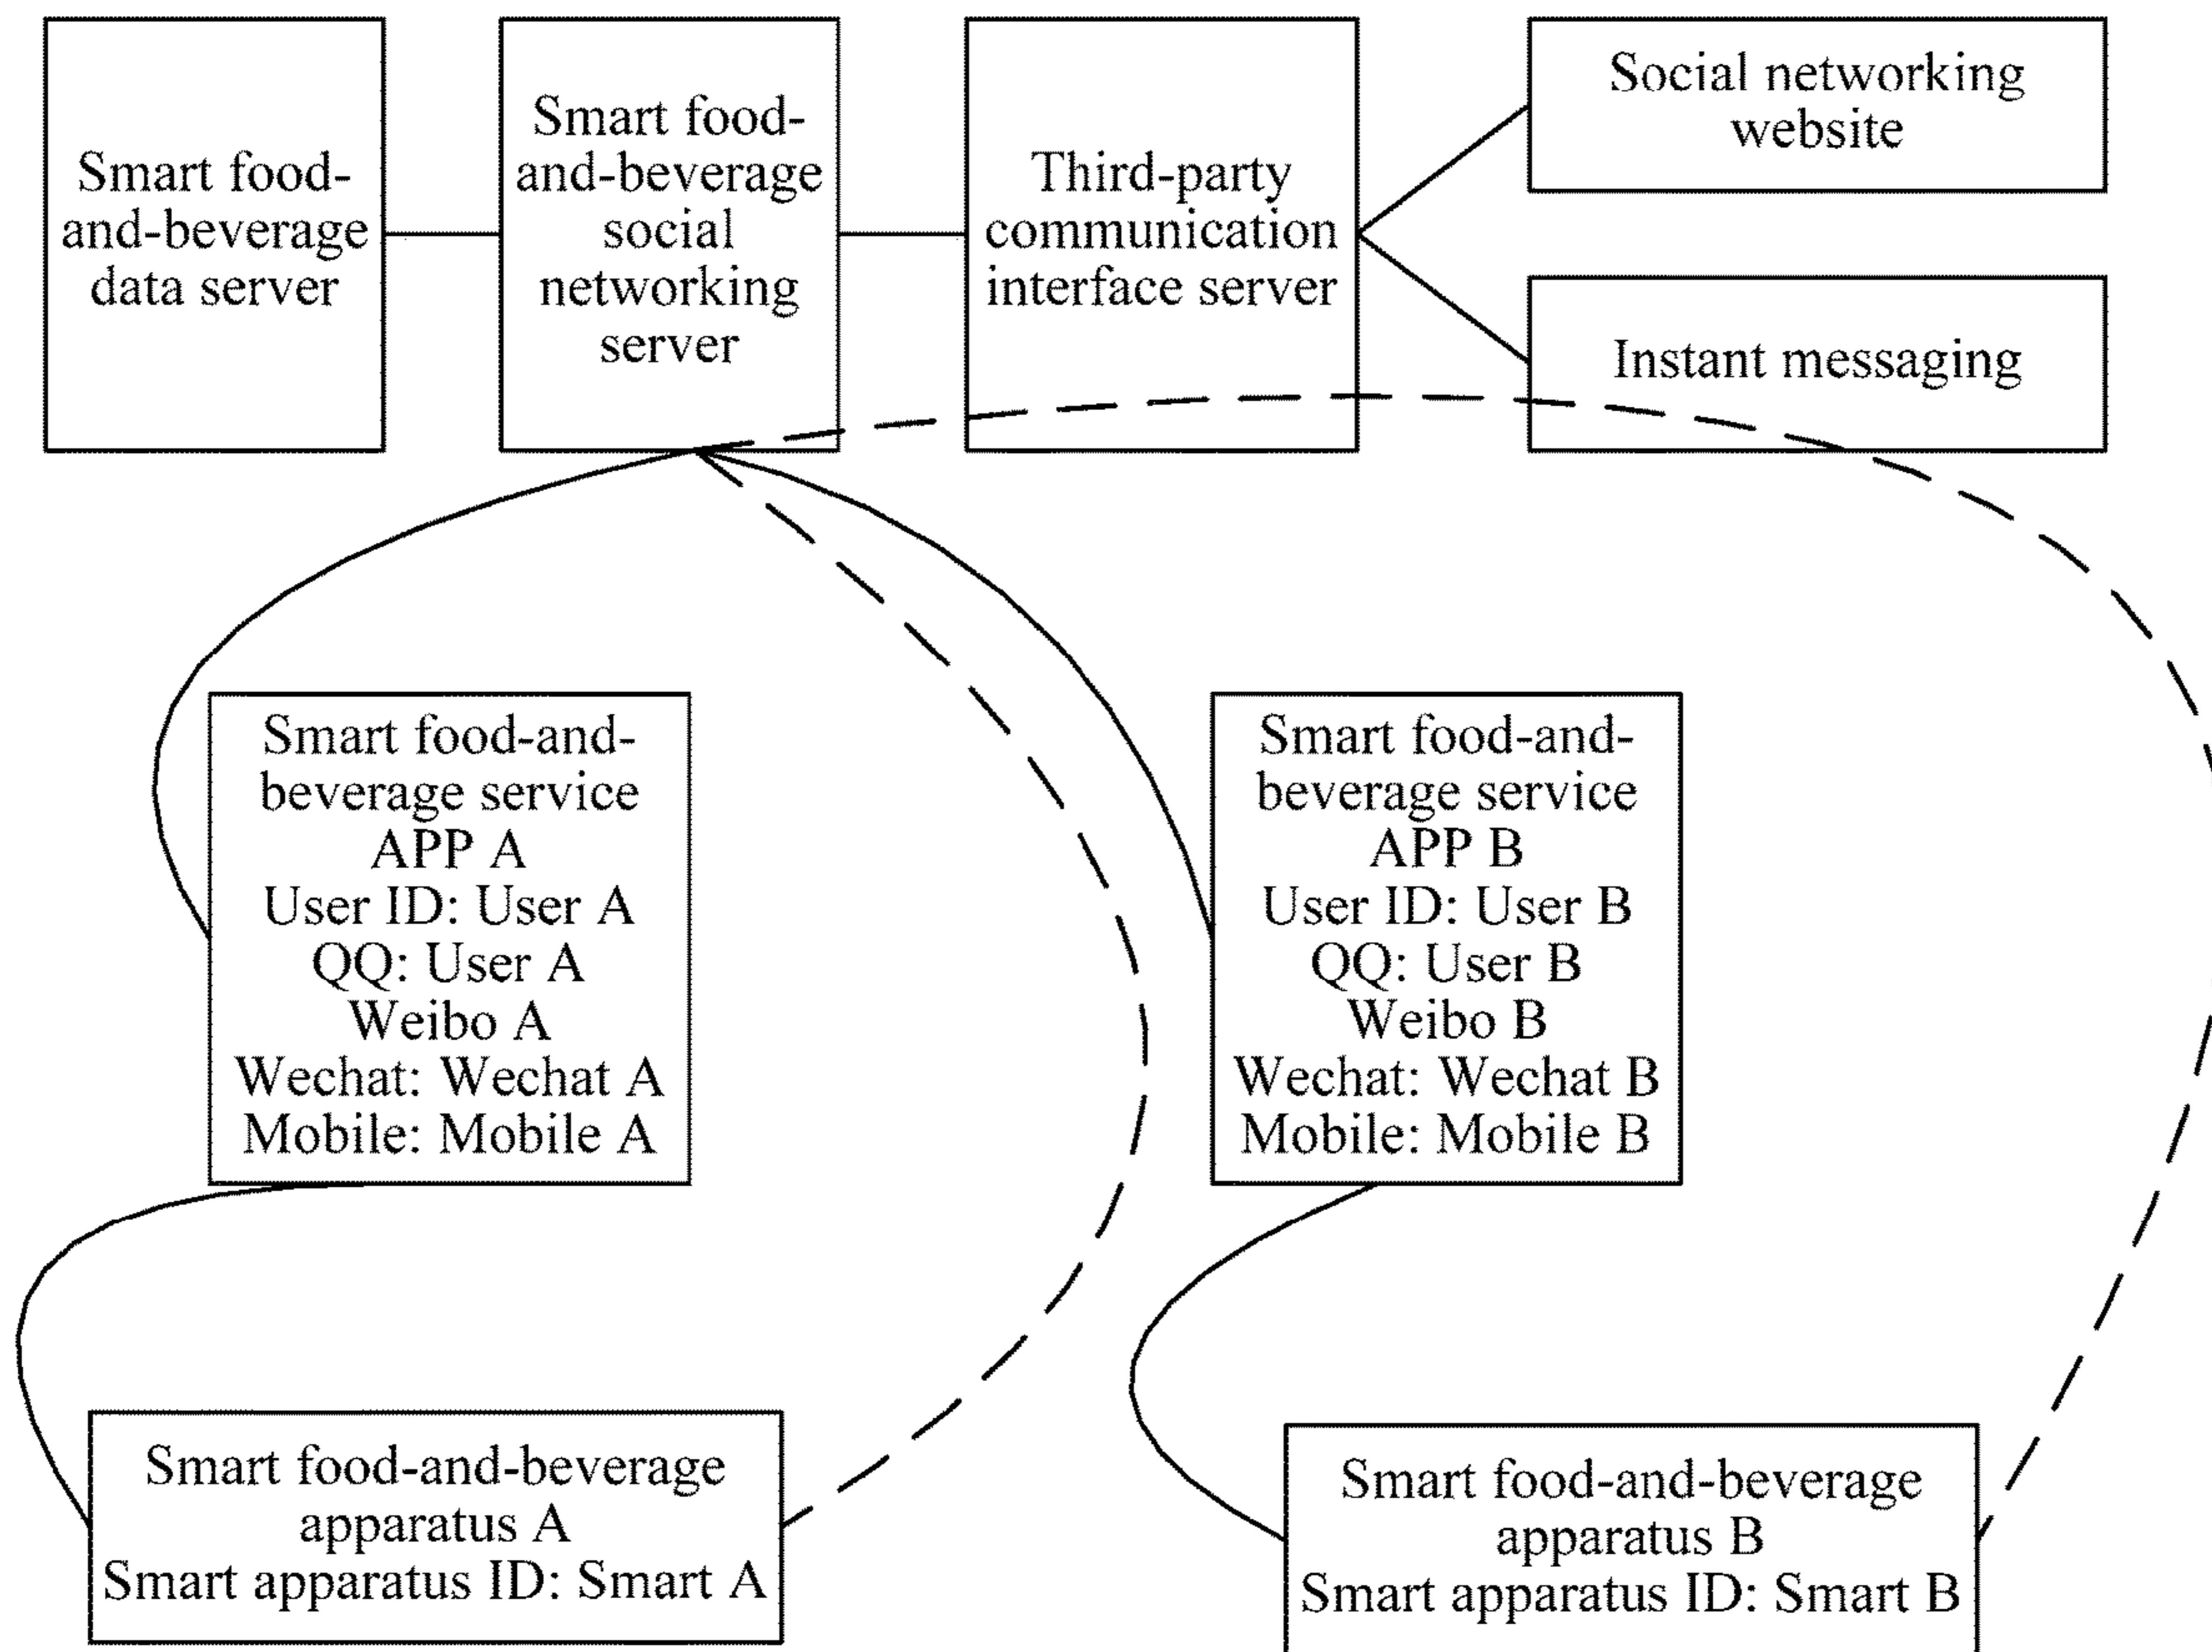 Smart food-
and-beverage
data server
Smart food-
and-beverage
social
networking
server
Third-party
communication
interface server
Social networking
website
Instant messaging
Smart food-and-
beverage service
APP A
User ID: User A
QQ: User A
Weibo A
Wechat: Wechat A
Mobile: Mobile A
Smart food-and-
beverage service
APP B
User ID: User B
QQ: User B
Weibo B
Wechat: Wechat B
Mobile: Mobile B
Smart food-and-beverage
apparatus A
Smart apparatus ID: Smart A
Smart food-and-beverage
apparatus B
Smart apparatus ID: Smart B